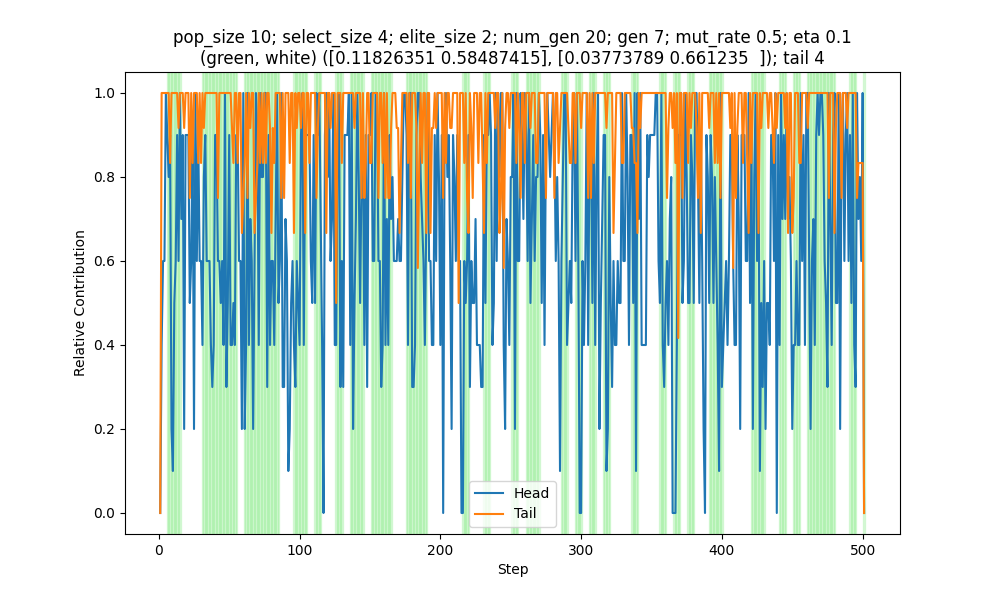 pop_size 10; select_size 4; elite_size 2; num_gen 20; gen 7; mut_rate 0.5; eta 0.1
(green, white) ([0.11826351 0.58487415], [0.03773789 0.661235  ]); tail 4
1.0
0.8
0.6
0.4
0.2
0.0
Relative Contribution
Head
Tail
0
100
200
300
400
500
Step